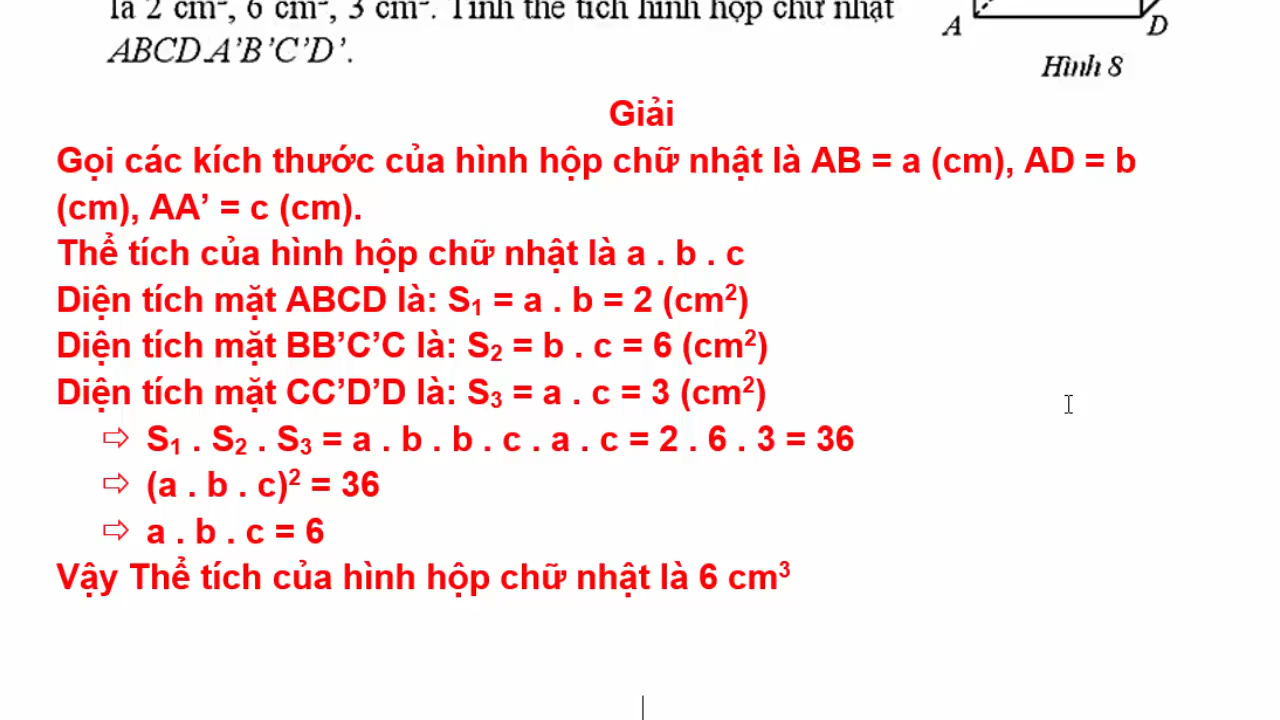 là 2 cm², 6 cm², 3 cm². Tính thể tích hình hộp chữ nhật
ABCD.A’B’C’D’.
A
D
Hình 8
Giải
Gọi các kích thước của hình hộp chữ nhật là AB = a (cm), AD = b
(cm), AA’ = c (cm).
Thể tích của hình hộp chữ nhật là a . b . c
Diện tích mặt ABCD là: S₁ = a . b = 2 (cm²)
Diện tích mặt BB’C’C là: S₂ = b . c = 6 (cm²)
Diện tích mặt CC’D’D là: S₃ = a . c = 3 (cm²)
⇨ S₁ . S₂ . S₃ = a . b . b . c . a . c = 2 . 6 . 3 = 36
⇨ (a . b . c)² = 36
⇨ a . b . c = 6
Vậy Thể tích của hình hộp chữ nhật là 6 cm³